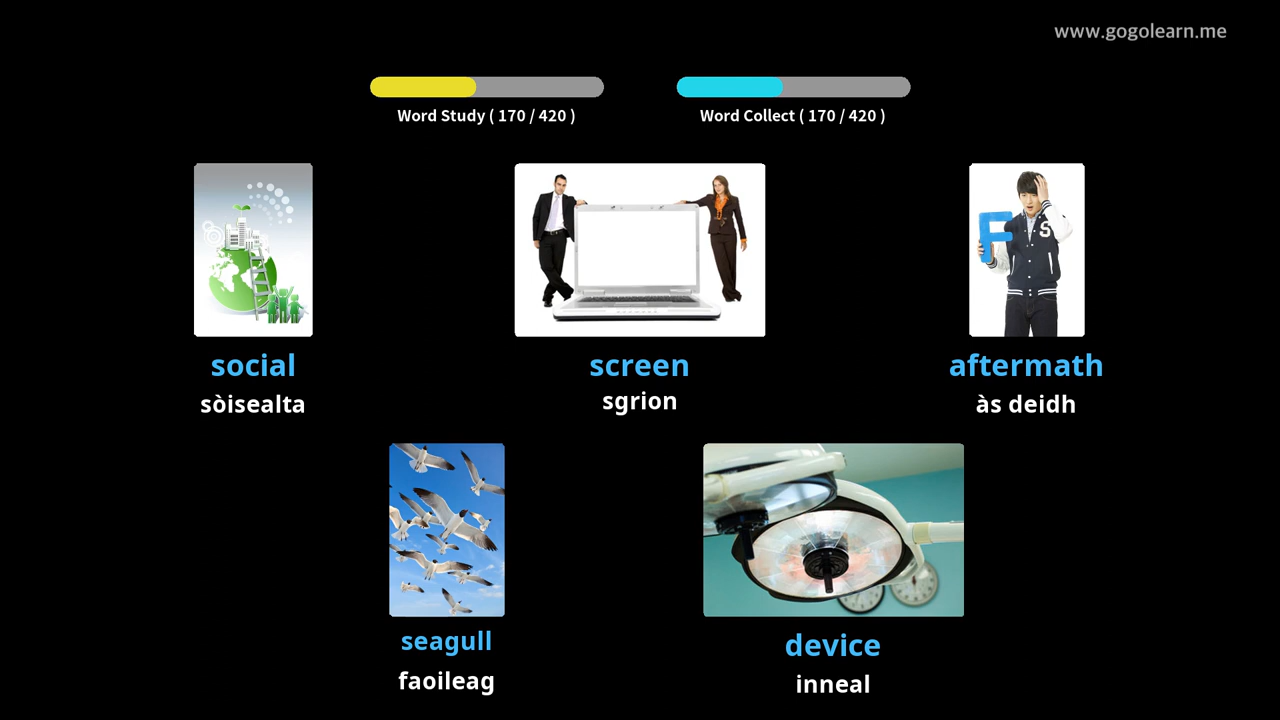 www.gogolearn.me
Word Study ( 170 / 420 )
Word Collect ( 170 / 420 )
F
S
social
sòisealta
screen
sgrion
aftermath
às deidh
seagull
faoileag
device
inneal